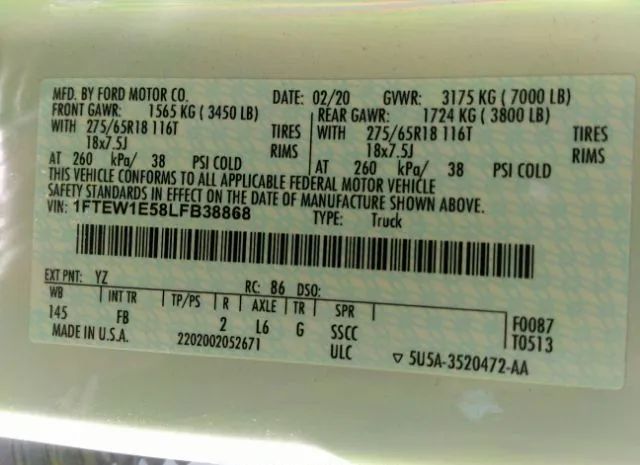 MFD. BY FORD MOTOR CO. DATE: 02/20 GVWR: 3175 KG ( 7000 LB)
FRONT GAWR: 1565 KG ( 3450 LB) REAR GAWR: 1724 KG ( 3800 LB)
WITH 275/65R18 116T TIRES WITH 275/65R18 116T TIRES
18x7.5J RIMS 18x7.5J RIMS
AT 260 kPa/ 38 PSI COLD AT 260 kPa/ 38 PSI COLD
THIS VEHICLE CONFORMS TO ALL APPLICABLE FEDERAL MOTOR VEHICLE
SAFETY STANDARDS IN EFFECT ON THE DATE OF MANUFACTURE SHOWN ABOVE.
VIN: 1FTEW1E58LFB38868 TYPE: Truck
EXT PNT: YZ RC: 86 DSO:
WB INT TR TP/PS R AXLE TR SPR
145 FB 2 L6 G SSCC F0087
MADE IN U.S.A. 2202002052671 ULC T0513
▽ 5U5A-3520472-AA